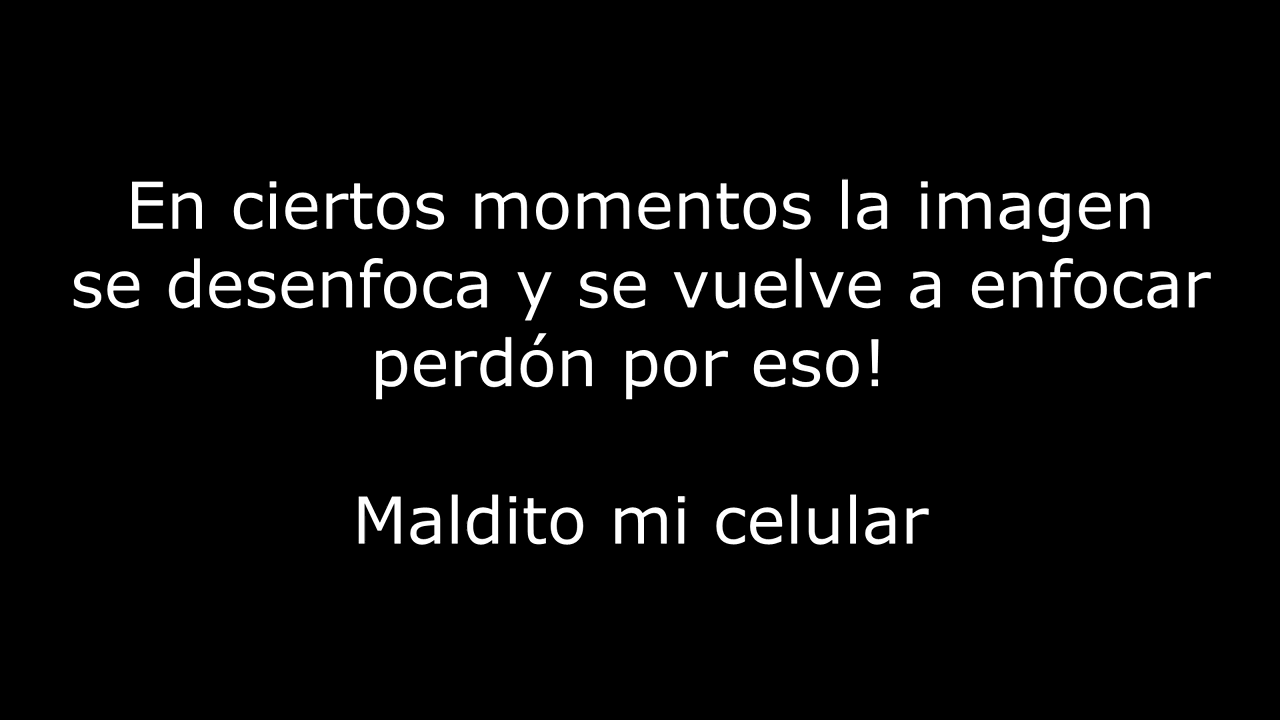 En ciertos momentos la imagen
se desenfoca y se vuelve a enfocar
perdón por eso!
Maldito mi celular